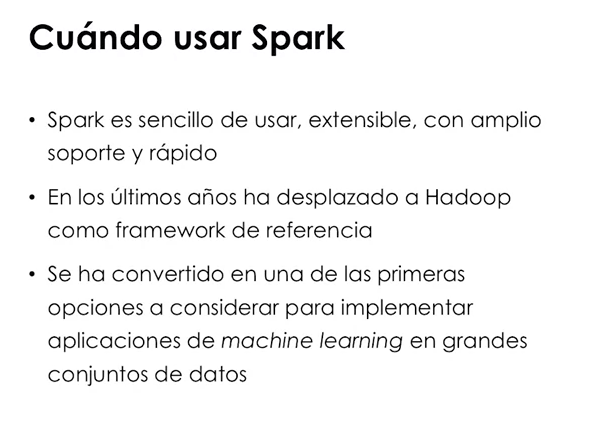 Cuándo usar Spark
• Spark es sencillo de usar, extensible, con amplio
soporte y rápido
• En los últimos años ha desplazado a Hadoop
como framework de referencia
• Se ha convertido en una de las primeras
opciones a considerar para implementar
aplicaciones de machine learning en grandes
conjuntos de datos